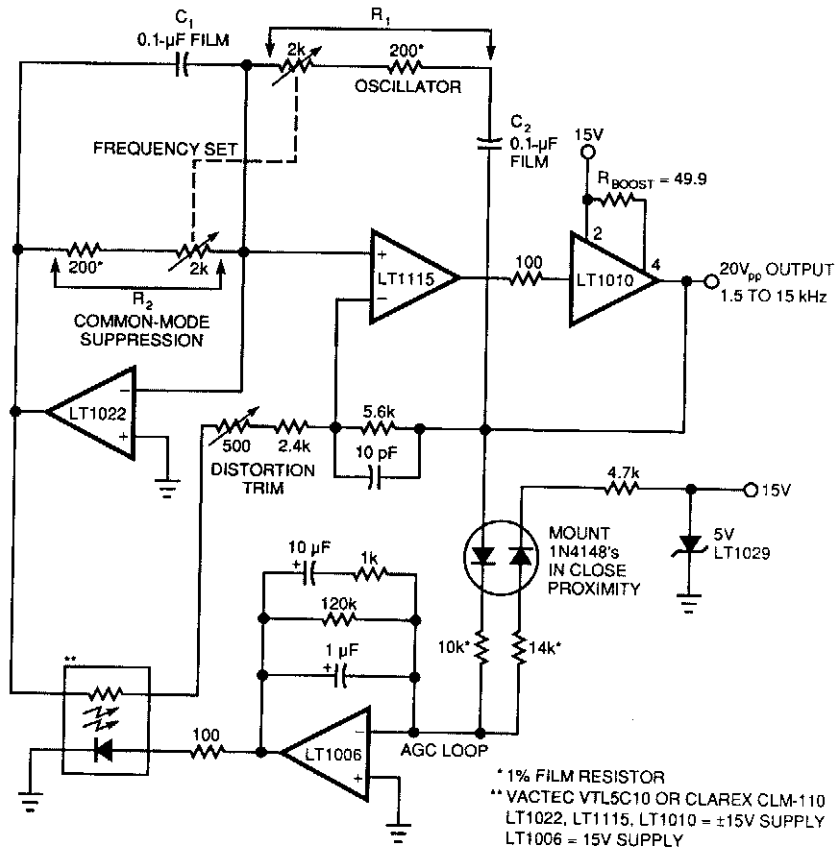 C1
0.1-µF FILM
R1
2k
200*
OSCILLATOR
C2
0.1-µF
FILM
FREQUENCY SET
15V
RBOOST = 49.9
2
4
200*
2k
R2
COMMON-MODE
SUPPRESSION
+
−
LT1115
100
LT1010
20Vpp OUTPUT
1.5 TO 15 kHz
−
+
LT1022
500
2.4k
DISTORTION
TRIM
5.6k
10 pF
4.7k
15V
5V
LT1029
MOUNT
1N4148's
IN CLOSE
PROXIMITY
+
10 µF
1k
120k
1 µF
+
10k*
14k*
**
100
LT1006
−
+
AGC LOOP
* 1% FILM RESISTOR
** VACTEC VTL5C10 OR CLAREX CLM-110
LT1022, LT1115, LT1010 = ±15V SUPPLY
LT1006 = 15V SUPPLY